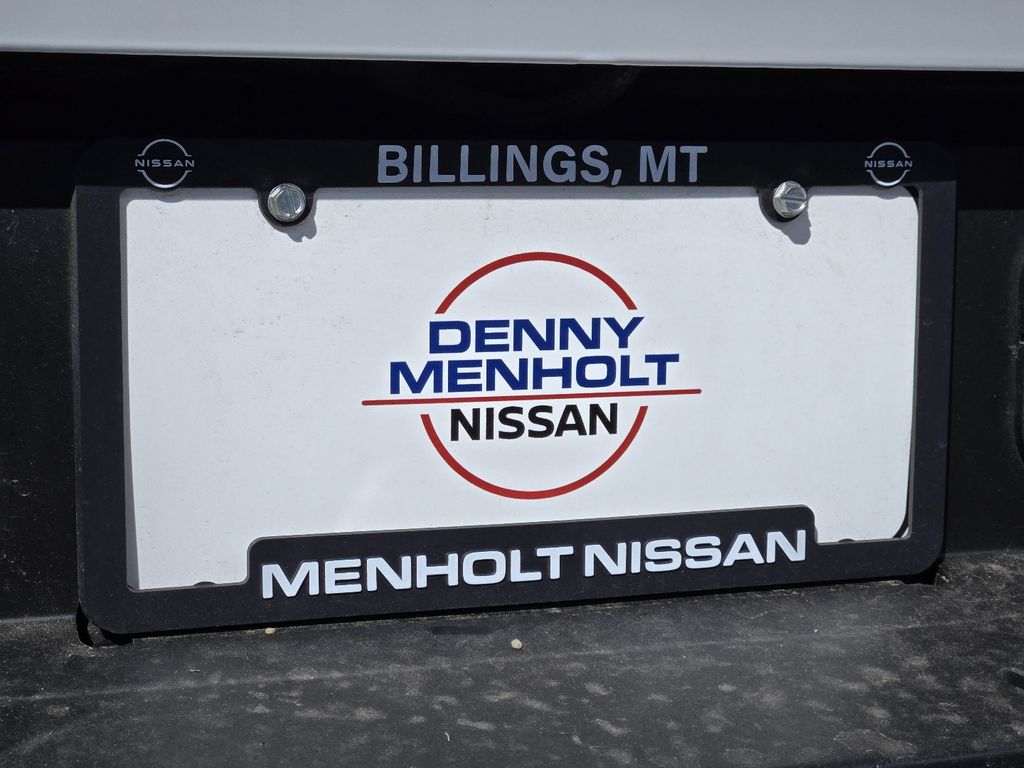 NISSAN
BILLINGS, MT
NISSAN
DENNY
MENHOLT
NISSAN
MENHOLT NISSAN